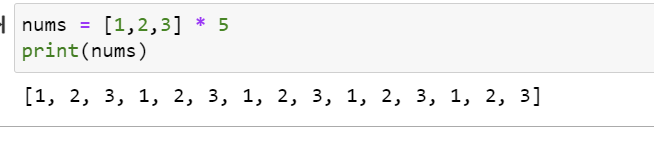 nums = [1,2,3] * 5
print(nums)
[1, 2, 3, 1, 2, 3, 1, 2, 3, 1, 2, 3, 1, 2, 3]